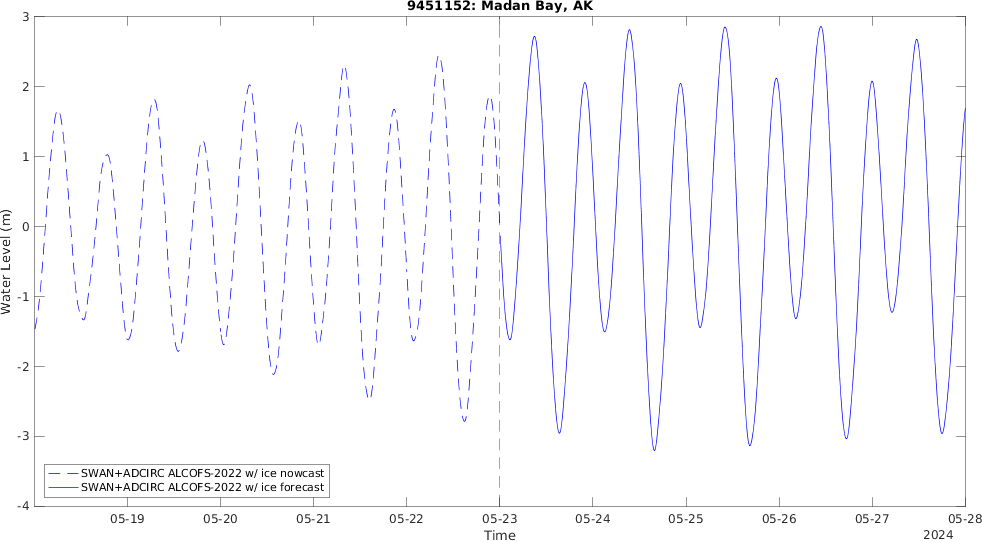 9451152: Madan Bay, AK
3
2
1
0
-1
-2
-3
-4
Water Level (m)
SWAN+ADCIRC ALCOFS-2022 w/ ice nowcast
SWAN+ADCIRC ALCOFS-2022 w/ ice forecast
05-19 05-20 05-21 05-22 05-23 05-24 05-25 05-26 05-27 05-28
Time
2024